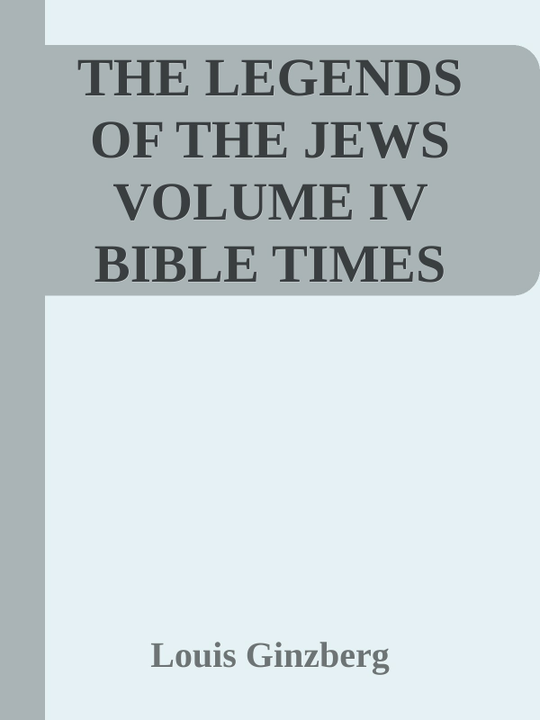 THE LEGENDS
OF THE JEWS
VOLUME IV
BIBLE TIMES
Louis Ginzberg